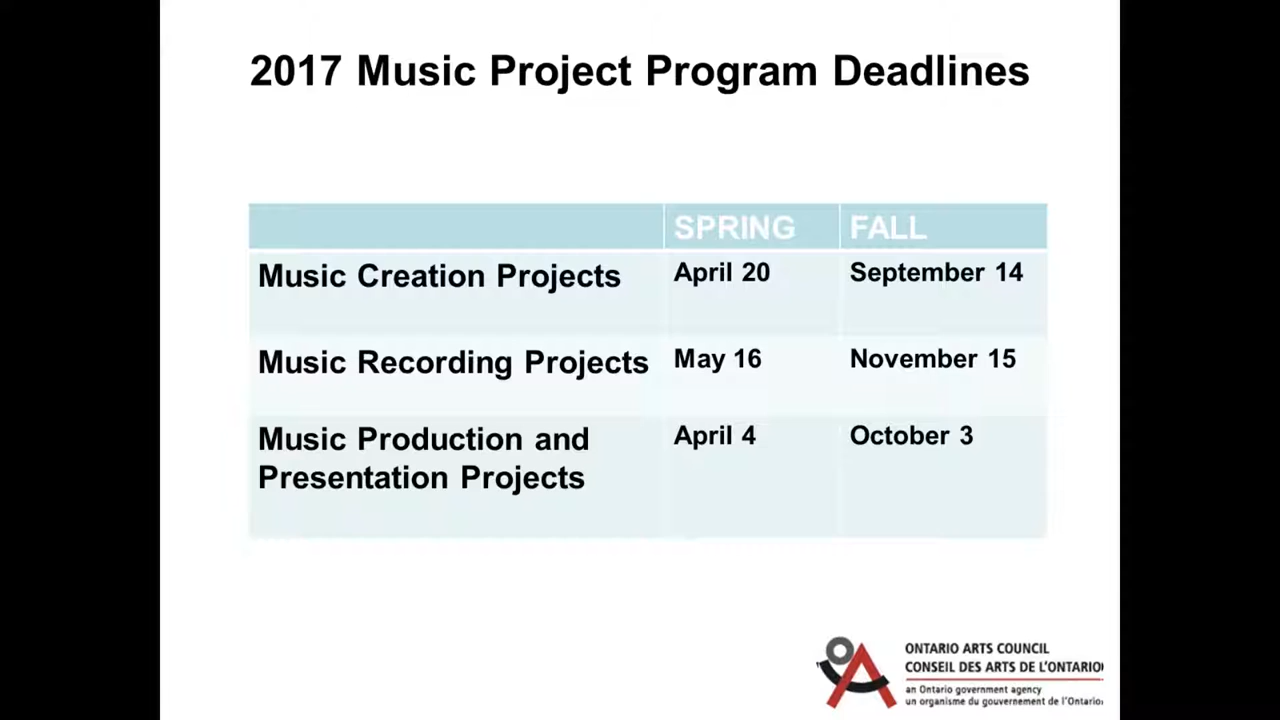 2017 Music Project Program Deadlines
SPRING FALL
Music Creation Projects April 20 September 14
Music Recording Projects May 16 November 15
Music Production and April 4 October 3
Presentation Projects
ONTARIO ARTS COUNCIL
CONSEIL DES ARTS DE L'ONTARIO
an Ontario government agency
un organisme du gouvernement de l'Ontario